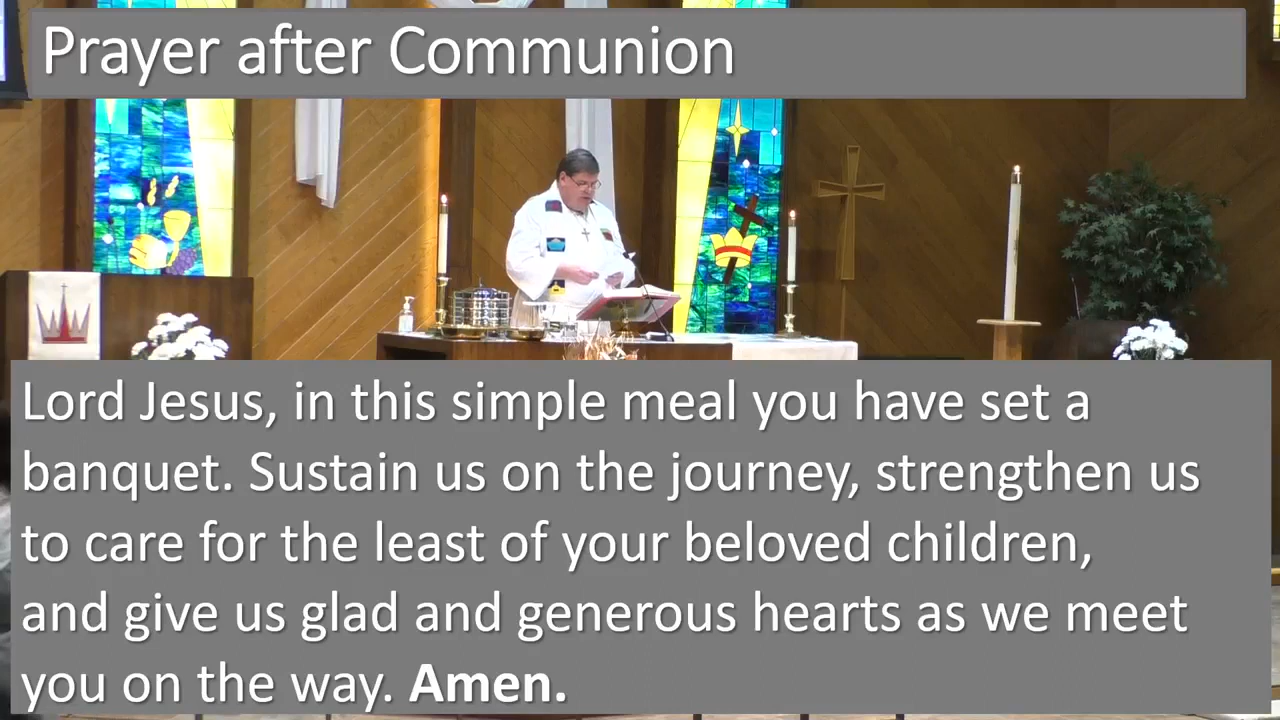 Prayer after Communion
Lord Jesus, in this simple meal you have set a
banquet. Sustain us on the journey, strengthen us
to care for the least of your beloved children,
and give us glad and generous hearts as we meet
you on the way. Amen.